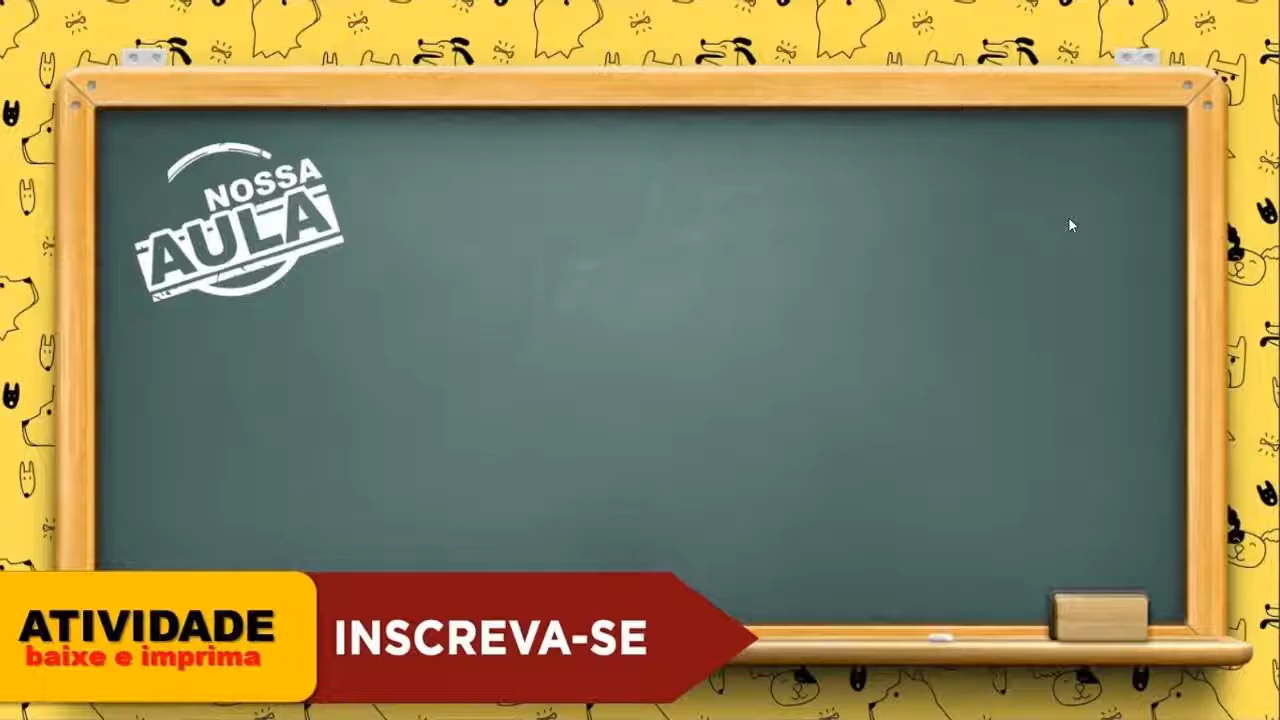 NOSSA
AULA
ATIVIDADE
baixe e imprima
INSCREVA-SE